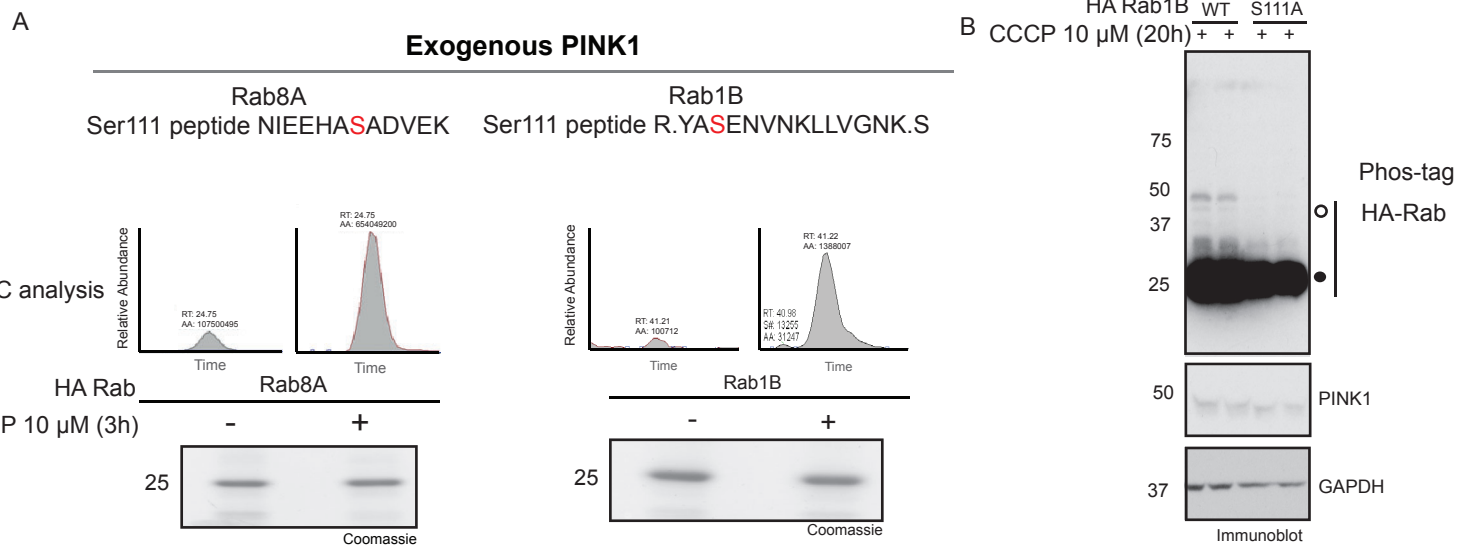 A
Exogenous PINK1
Rab8A
Ser111 peptide NIEEHASADVEK
Rab1B
Ser111 peptide R.YASENVNKLLVGNK.S
C analysis
Relative Abundance
RT: 24.75
AA: 107500495
Time
RT: 24.75
AA: 654049200
Time
Relative Abundance
RT: 41.21
AA: 100712
Time
RT: 40.98
S#: 13255
AA: 31247
RT: 41.22
AA: 1388007
Time
HA Rab
Rab8A
Rab1B
P 10 µM (3h)
- +
- +
25
Coomassie
25
Coomassie
B
HA Rab1B WT S111A
CCCP 10 µM (20h) + + + +
75
50
37
25
Phos-tag
HA-Rab
50
PINK1
37
GAPDH
Immunoblot